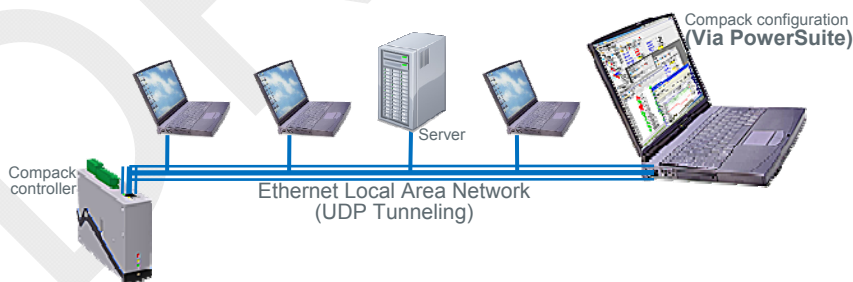 Compack configuration
(Via PowerSuite)
Server
Compack
controller
Ethernet Local Area Network
(UDP Tunneling)